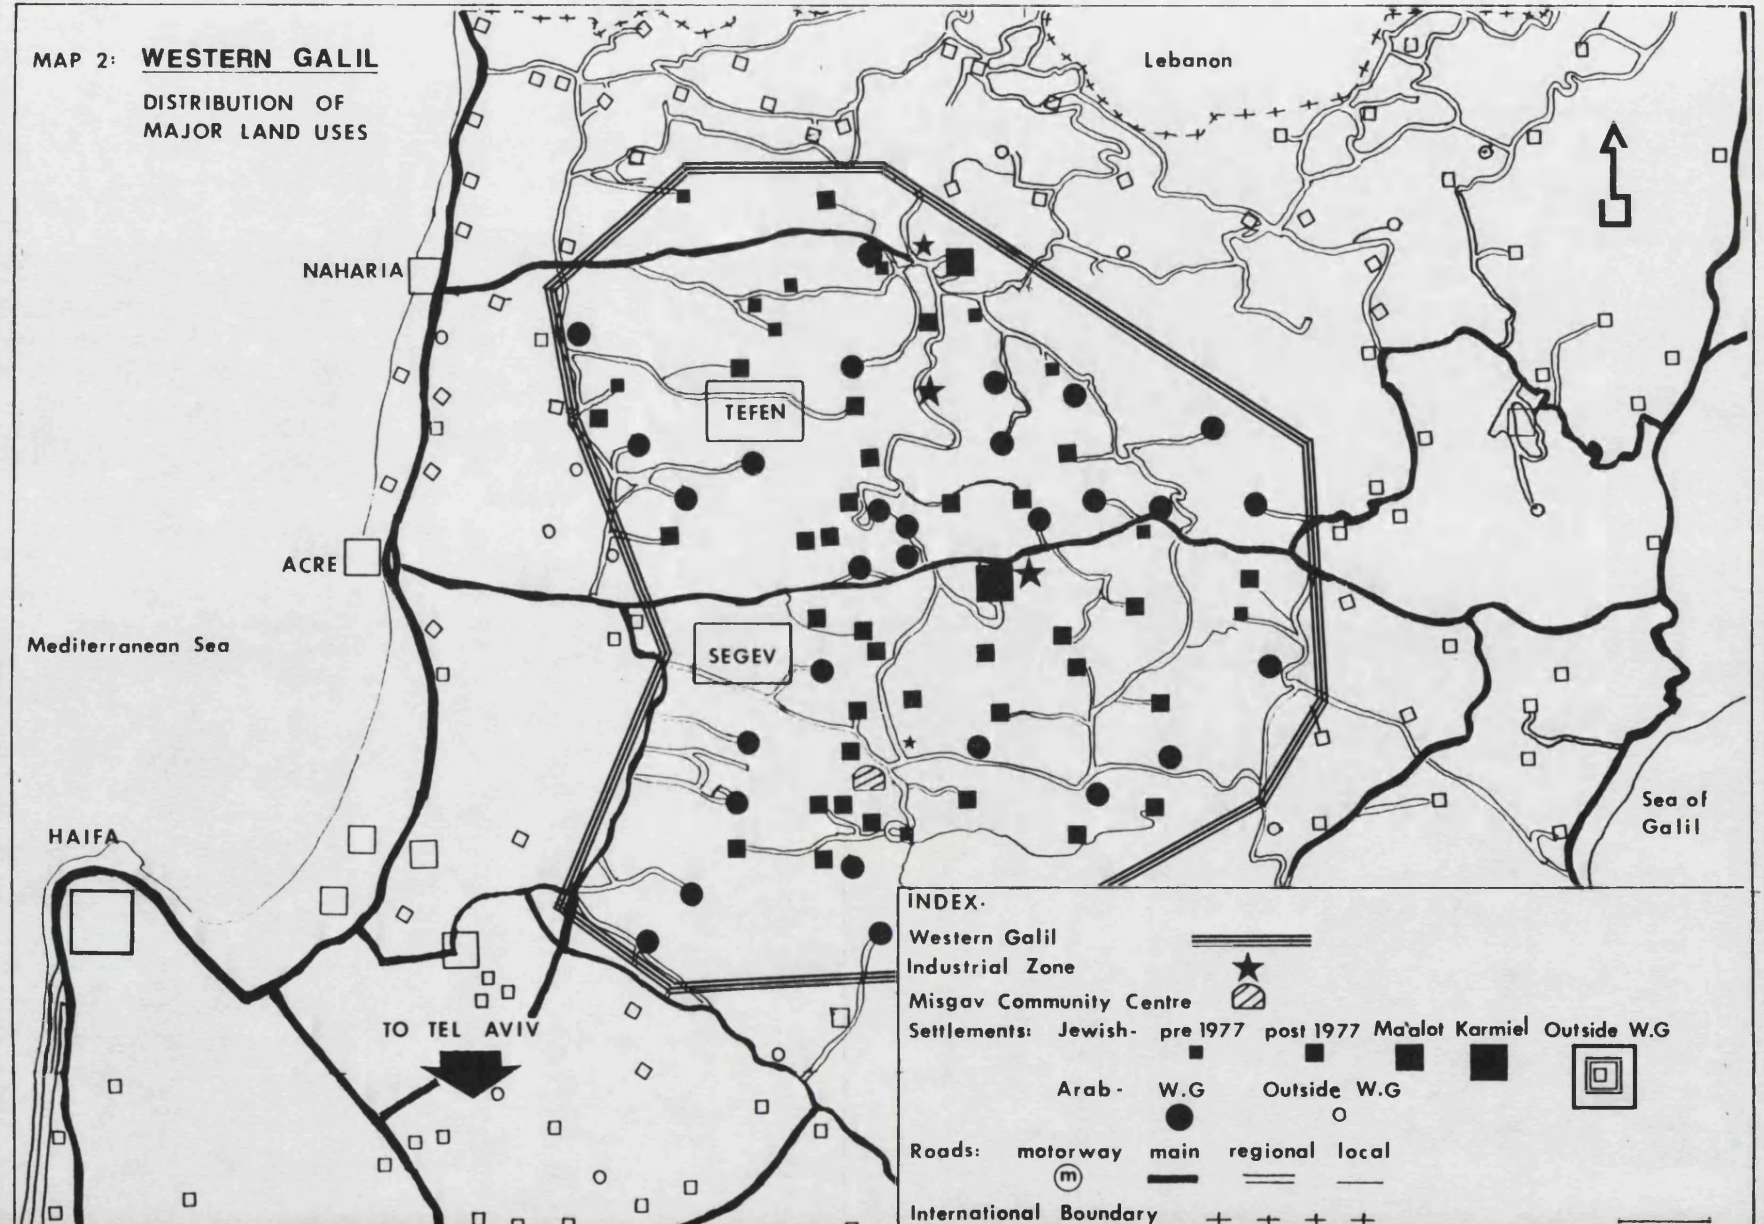 MAP 2: WESTERN GALIL
DISTRIBUTION OF
MAJOR LAND USES
Lebanon
NAHARIA
TEFEN
ACRE
Mediterranean Sea
SEGEV
HAIFA
Sea of
Galil
TO TEL AVIV
INDEX.
Western Galil
Industrial Zone
Misgav Community Centre
Settlements: Jewish- pre 1977 post 1977 Ma'alot Karmiel Outside W.G
Arab- W.G Outside W.G
Roads: motorway main regional local
m
International Boundary